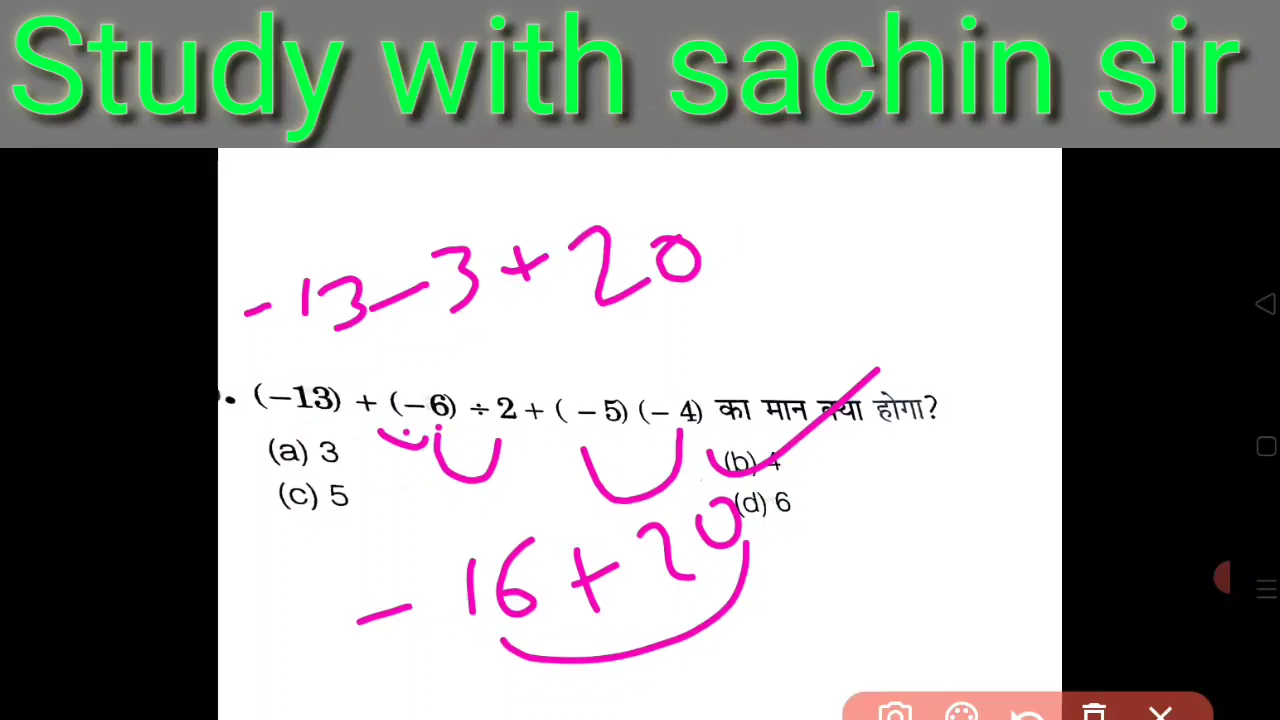 Study with sachin sir
- 13 - 3 + 20
. (-13) + (-6) ÷ 2 + ( - 5) (- 4) का मान क्या होगा?
(a) 3
(b) 4
(c) 5
(d) 6
- 16 + 20